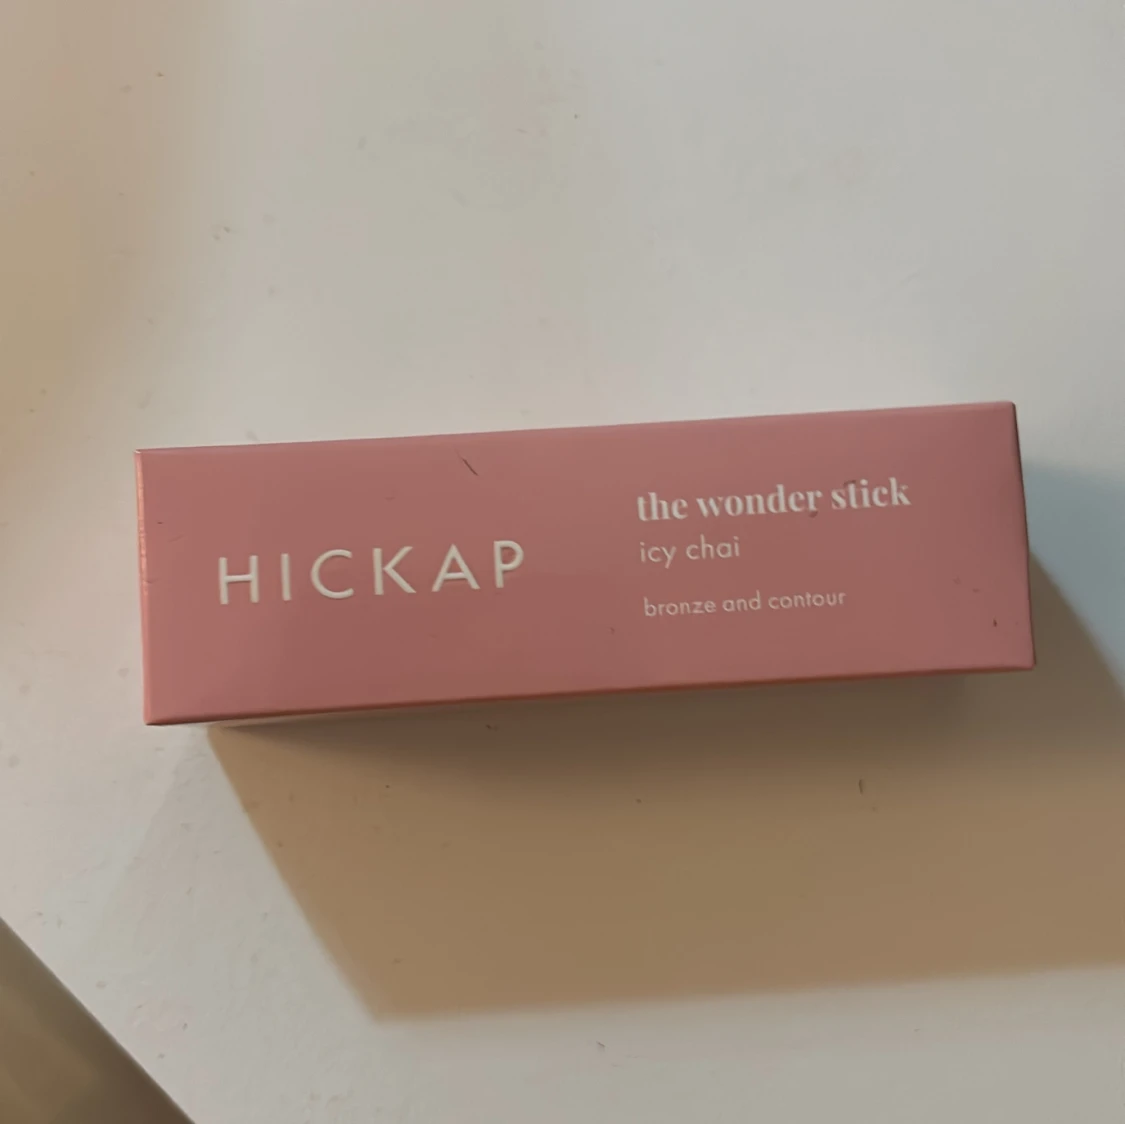 HICKAP
the wonder stick
icy chai
bronze and contour